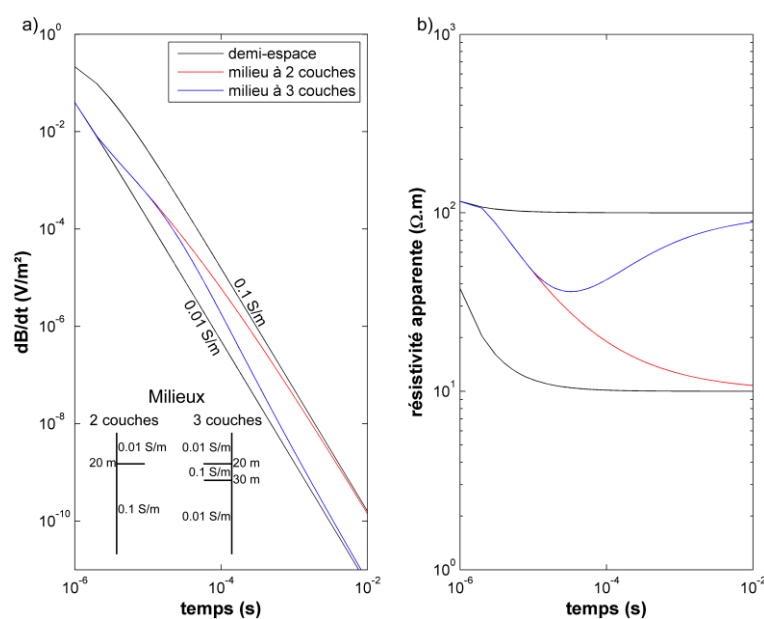 a)
10^0
10^-2
10^-4
10^-6
10^-8
10^-10
dB/dt (V/m²)
demi-espace
milieu à 2 couches
milieu à 3 couches
0.1 S/m
0.01 S/m
Milieux
2 couches
3 couches
0.01 S/m
20 m
0.1 S/m
0.01 S/m
20 m
0.1 S/m
30 m
0.01 S/m
10^-6
10^-4
10^-2
temps (s)
b)
10^3
10^2
10^1
10^0
résistivité apparente (Ω.m)
10^-6
10^-4
10^-2
temps (s)